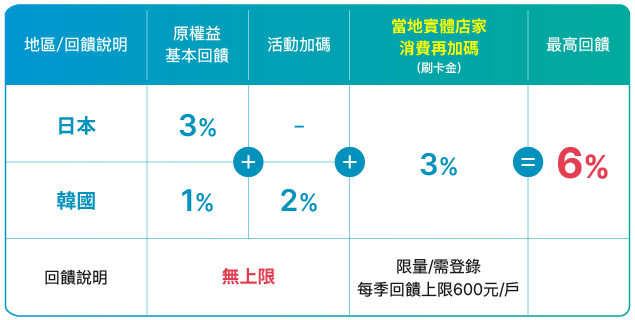 地區/回饋說明
原權益
基本回饋
活動加碼
當地實體店家
消費再加碼
(刷卡金)
最高回饋
日本
3%
–
韓國
1%
+
2%
+
3%
=
6%
回饋說明
無上限
限量/需登錄
每季回饋上限600元/戶